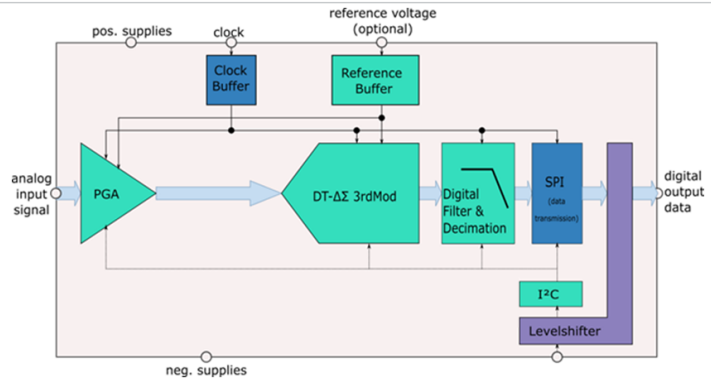 reference voltage
(optional)
pos. supplies
clock
Clock
Buffer
Reference
Buffer
analog
input
signal
PGA
DT-ΔΣ 3rdMod
Digital
Filter &
Decimation
SPI
(data
transmission)
digital
output
data
I²C
Levelshifter
neg. supplies